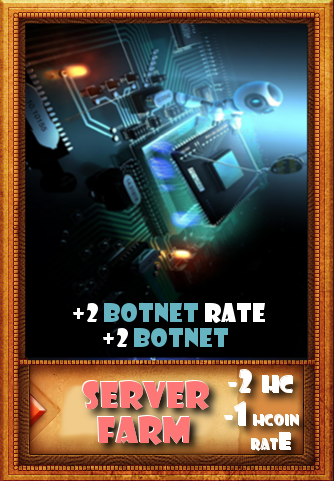 +2 BOTNET RATE
+2 BOTNET
SERVER
FARM
-2 HC
-1 HCOIN
RATE